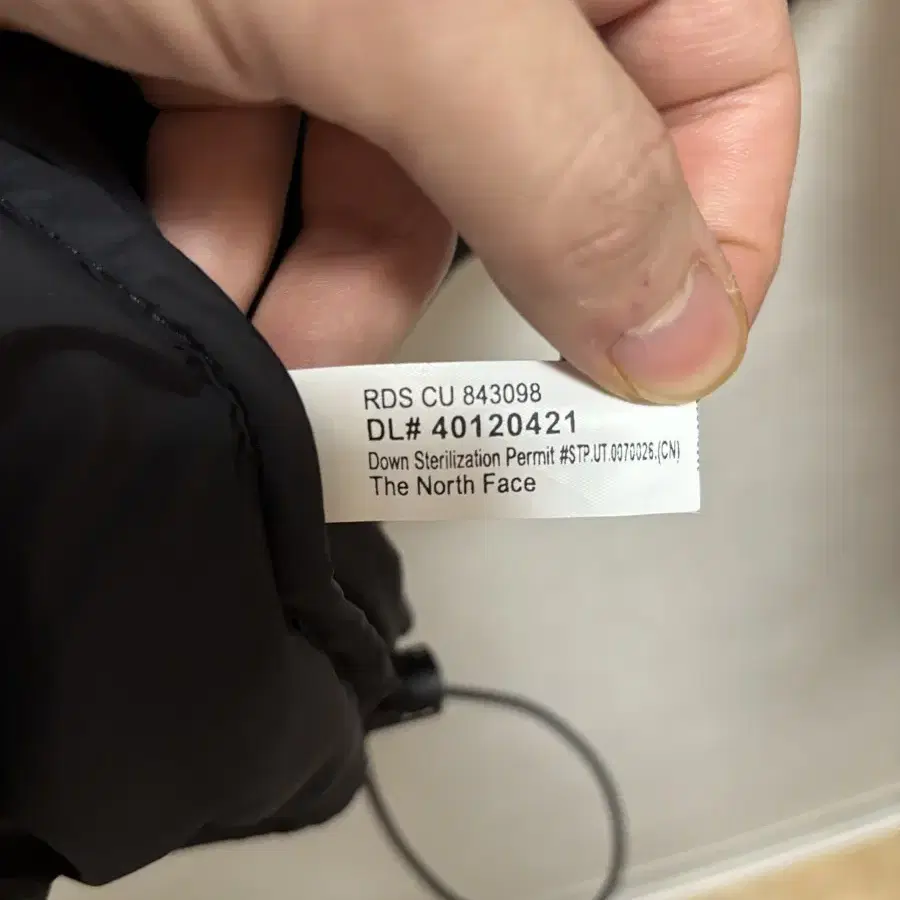 RDS CU 843098
DL# 40120421
Down Sterilization Permit #STP.UT.0070026.(CN)
The North Face